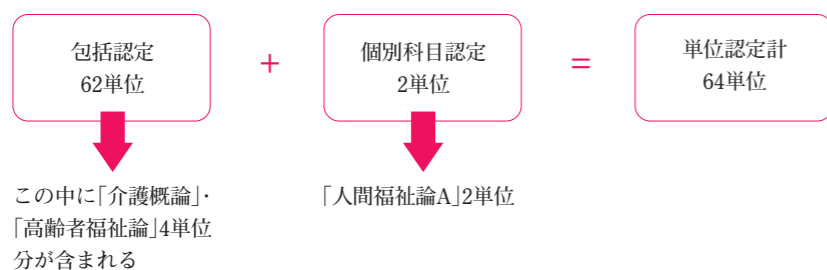 包括認定
62単位
+
個別科目認定
2単位
=
単位認定計
64単位
この中に「介護概論」・
「高齢者福祉論」4単位
分が含まれる
「人間福祉論A」2単位